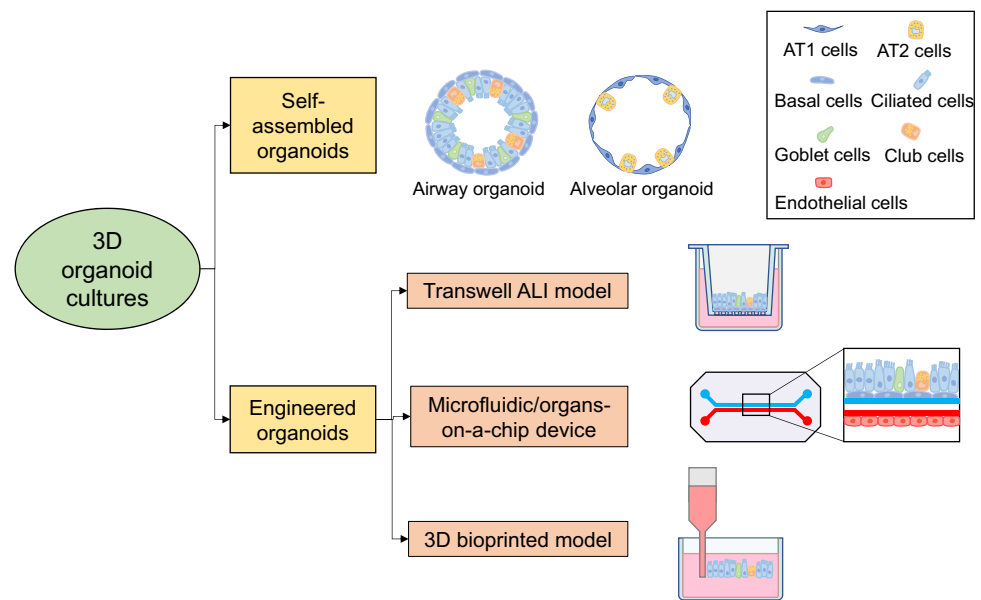 Self-
assembled
organoids
Airway organoid
Alveolar organoid
AT1 cells
AT2 cells
Basal cells
Ciliated cells
Goblet cells
Club cells
Endothelial cells
3D
organoid
cultures
Transwell ALI model
Engineered
organoids
Microfluidic/organs-
on-a-chip device
3D bioprinted model